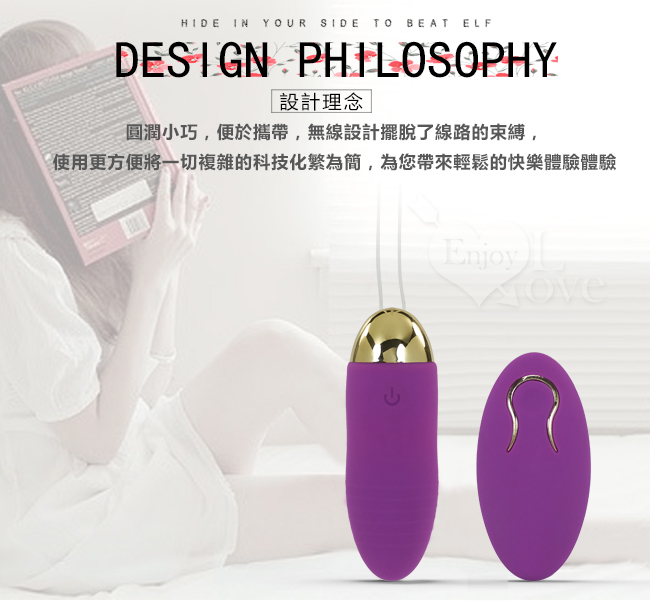 HIDE IN YOUR SIDE TO BEAT ELF
DESIGN PHILOSOPHY
設計理念
圓潤小巧，便於攜帶，無線設計擺脫了線路的束縛，
使用更方便將一切複雜的科技化繁為簡，為您帶來輕鬆的快樂體驗體驗
Enjoy
Love